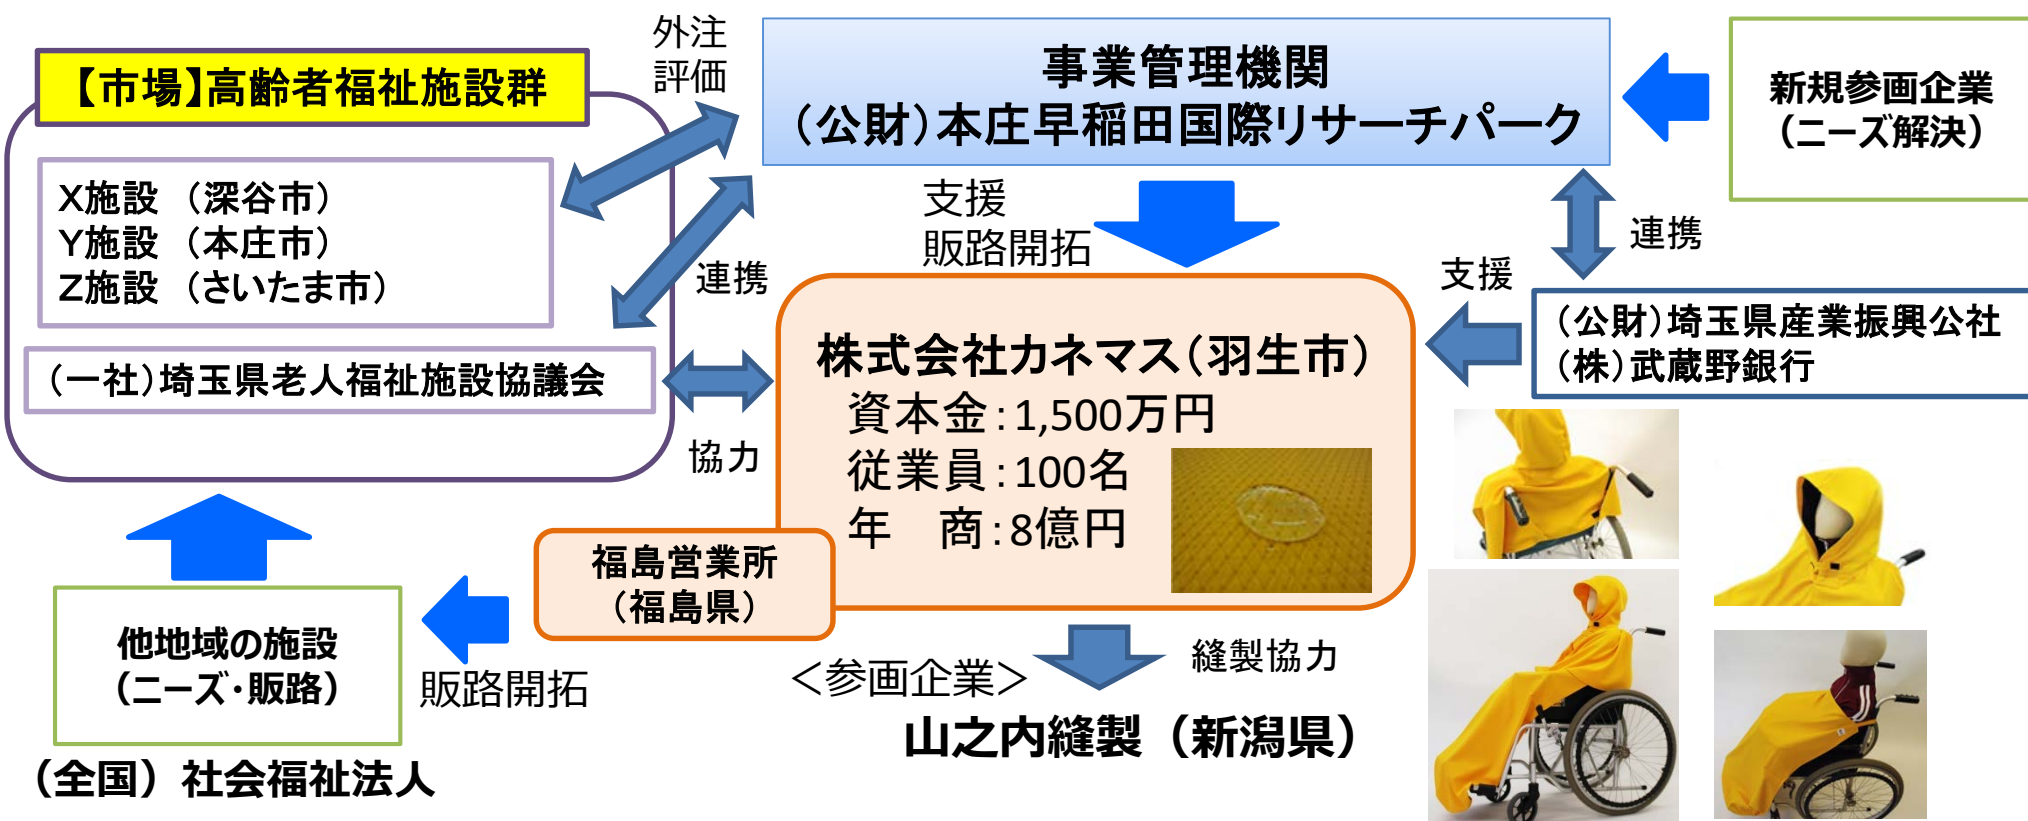 外注
評価
事業管理機関
（公財）本庄早稲田国際リサーチパーク
新規参画企業
（ニーズ解決）
【市場】高齢者福祉施設群
X施設 （深谷市）
Y施設 （本庄市）
Z施設 （さいたま市）
（一社）埼玉県老人福祉施設協議会
連携
支援
販路開拓
連携
支援
（公財）埼玉県産業振興公社
（株）武蔵野銀行
株式会社カネマス（羽生市）
資本金：1,500万円
従業員：100名
年　商：8億円
協力
福島営業所
（福島県）
他地域の施設
（ニーズ・販路）
販路開拓
（全国）社会福祉法人
＜参画企業＞
縫製協力
山之内縫製（新潟県）